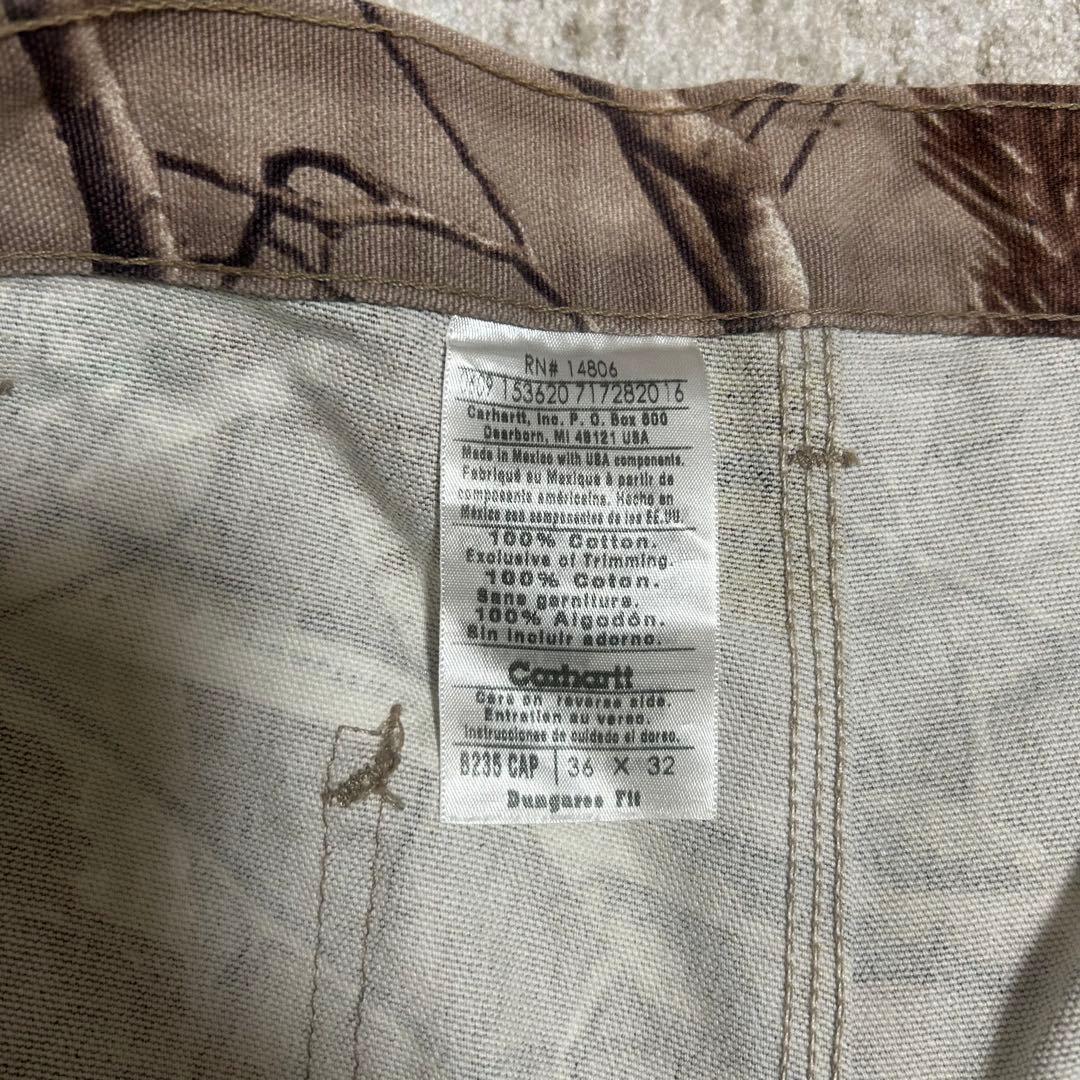 RN# 14806
0609 153620 717282016
Carhartt, Inc. P. O. Box 600
Dearborn, MI 48121 USA
Made in Mexico with USA components.
Fabriqué au Mexique à partir de
composants américains. Hecho en
México con componentes de los EE.UU.
100% Cotton.
Exclusive of Trimming.
100% Coton.
Sans garniture.
100% Algodón.
Sin incluir adorno.
Carhartt
Care on reverse side.
Entretien au verso.
Instrucciones de cuidado al dorso.
B235 CAP 36 X 32
Dungaree Fit